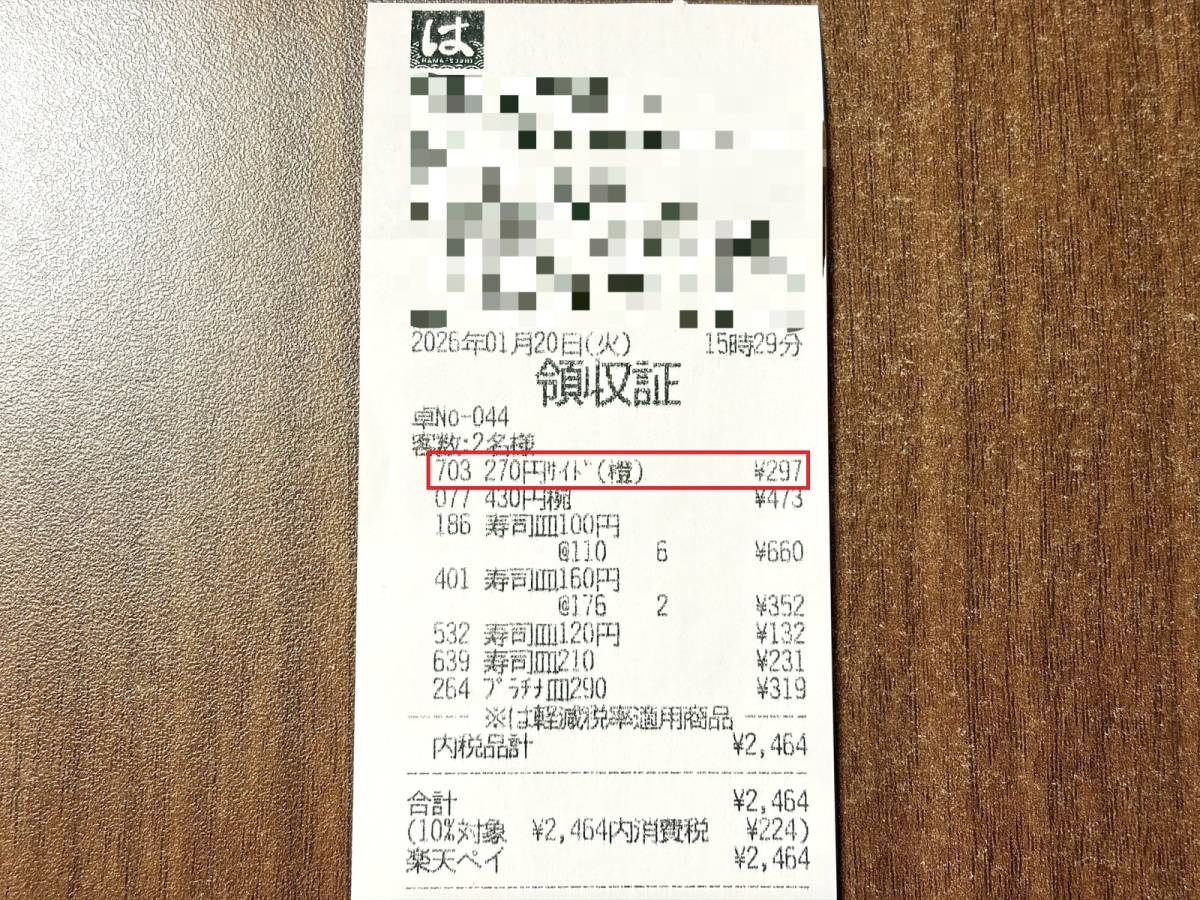 は
HAMAZUSHI
2026年01月20日(火) 15時29分
領収証
卓No-044
客数:2名様
703 270円ｻｲﾄﾞ(橙) ¥297
077 430円椀 ¥473
186 寿司皿100円
@110 6 ¥660
401 寿司皿160円
@176 2 ¥352
532 寿司皿120円 ¥132
639 寿司皿210 ¥231
264 ﾌﾟﾗﾁﾅ皿290 ¥319
※は軽減税率適用商品
内税品計 ¥2,464
合計 ¥2,464
(10%対象 ¥2,464内消費税 ¥224)
楽天ペイ ¥2,464